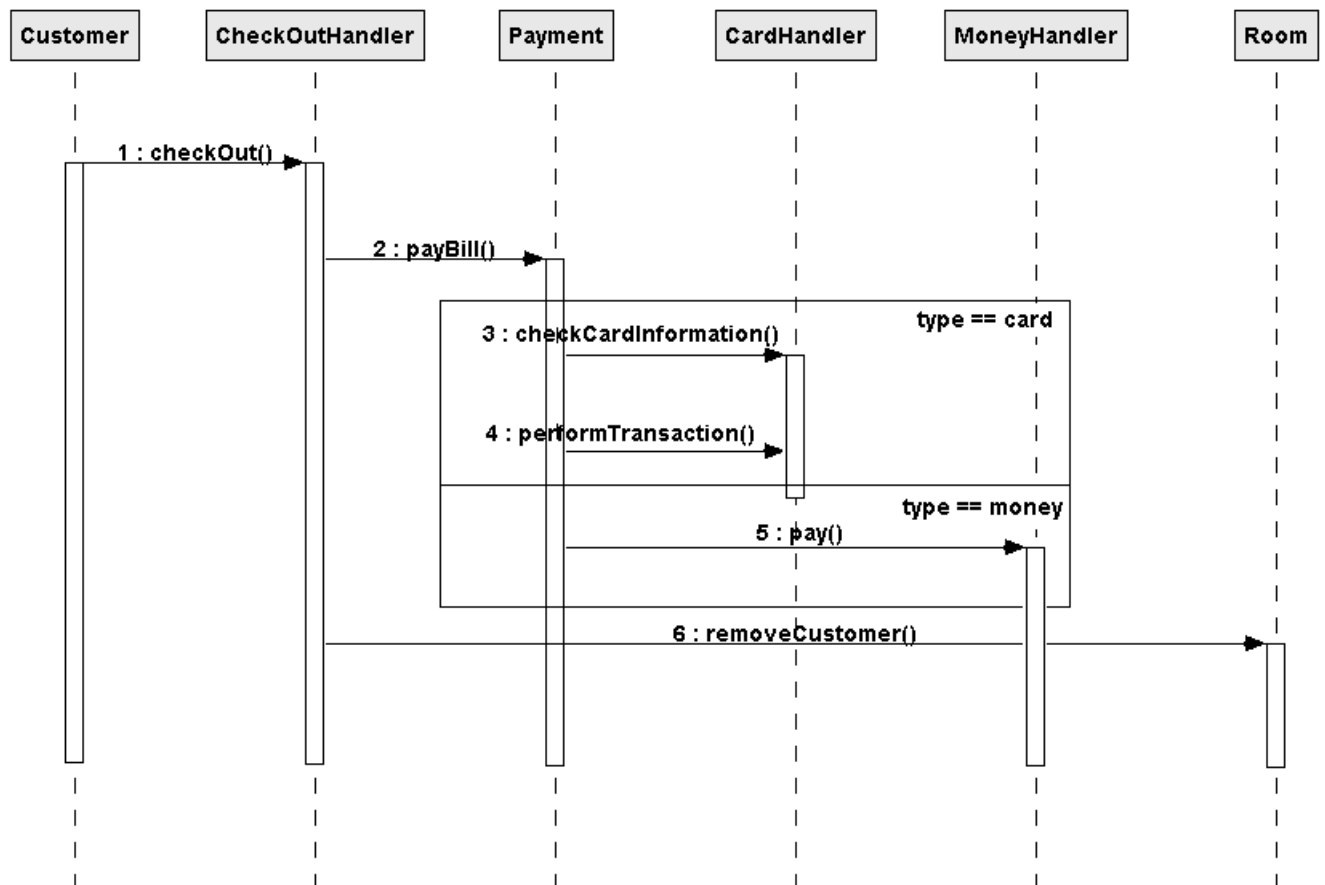 Customer
CheckOutHandler
Payment
CardHandler
MoneyHandler
Room
1 : checkOut()
2 : payBill()
type == card
3 : checkCardInformation()
4 : performTransaction()
type == money
5 : pay()
6 : removeCustomer()